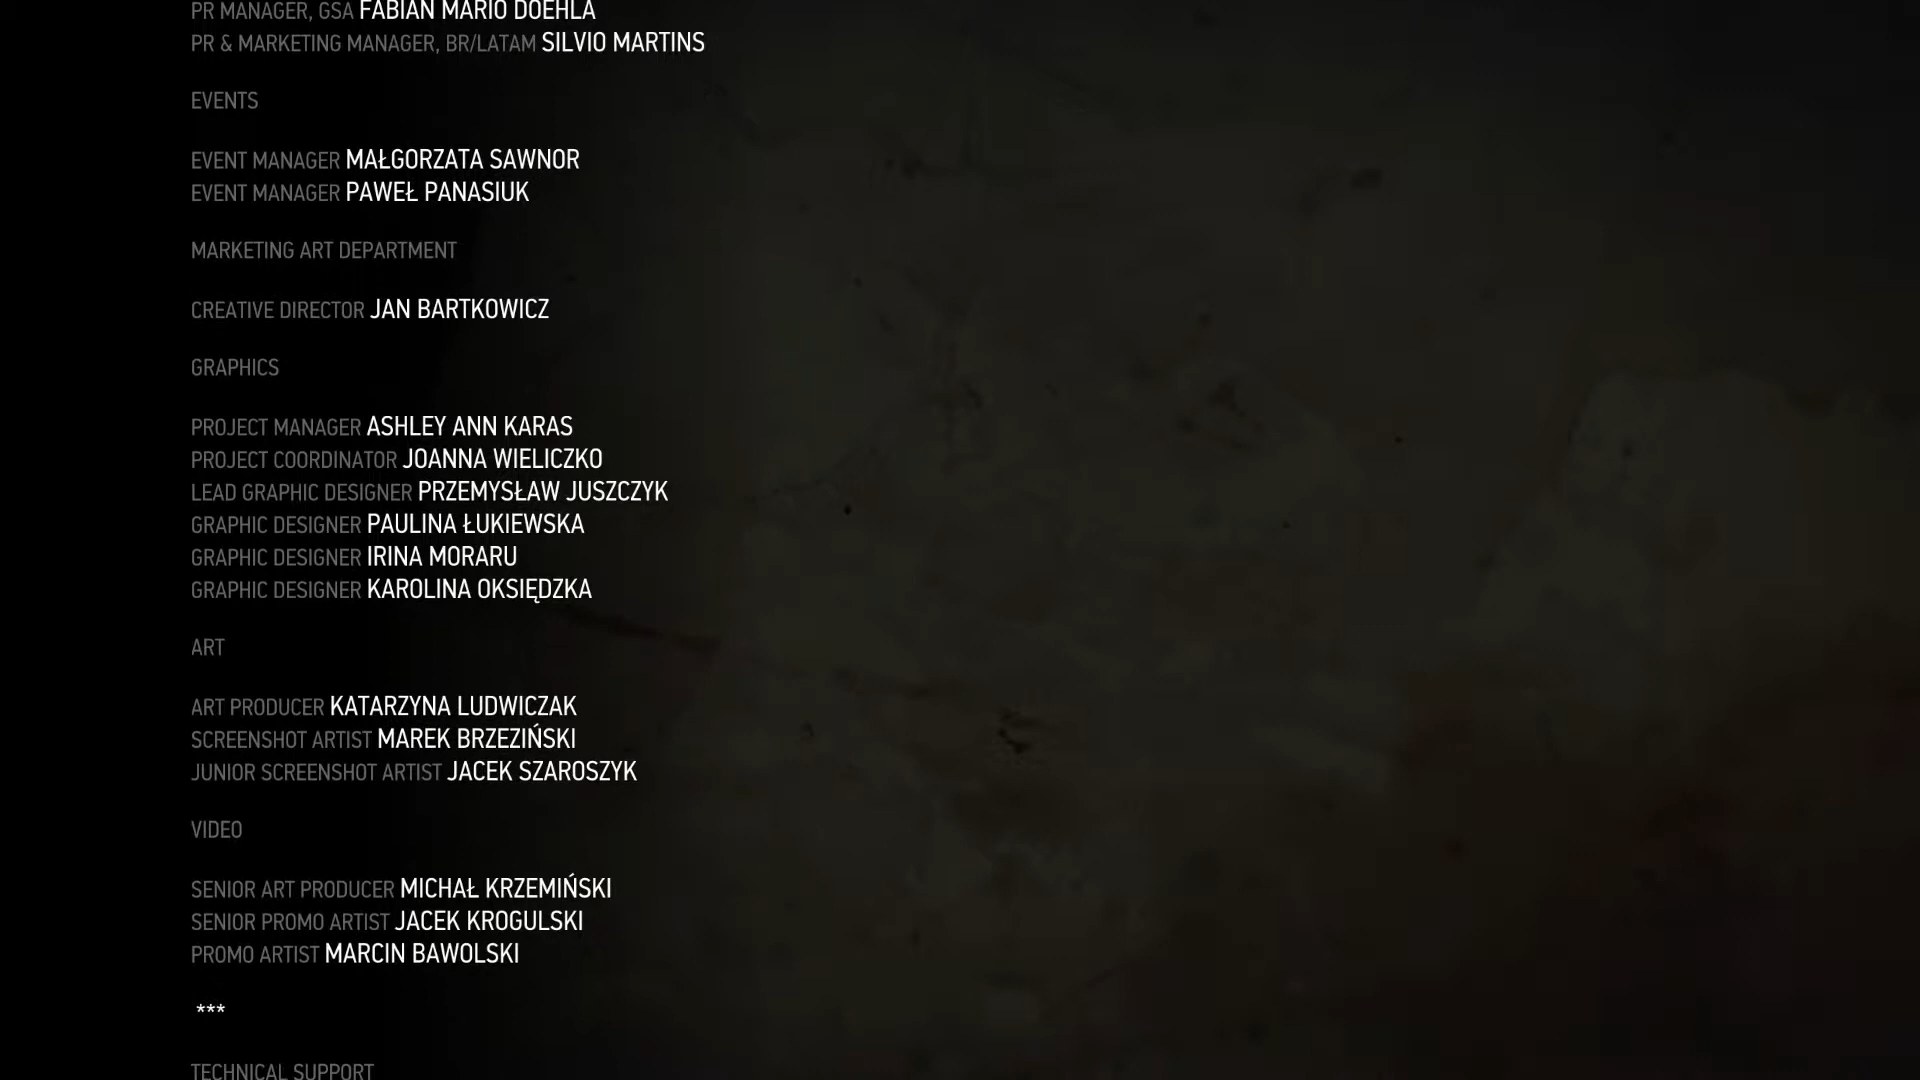 PR MANAGER, GSA FABIAN MARIO DOEHLA
PR & MARKETING MANAGER, BR/LATAM SILVIO MARTINS
EVENTS
EVENT MANAGER MAŁGORZATA SAWNOR
EVENT MANAGER PAWEŁ PANASIUK
MARKETING ART DEPARTMENT
CREATIVE DIRECTOR JAN BARTKOWICZ
GRAPHICS
PROJECT MANAGER ASHLEY ANN KARAS
PROJECT COORDINATOR JOANNA WIELICZKO
LEAD GRAPHIC DESIGNER PRZEMYSŁAW JUSZCZYK
GRAPHIC DESIGNER PAULINA ŁUKIEWSKA
GRAPHIC DESIGNER IRINA MORARU
GRAPHIC DESIGNER KAROLINA OKSIĘDZKA
ART
ART PRODUCER KATARZYNA LUDWICZAK
SCREENSHOT ARTIST MAREK BRZEZIŃSKI
JUNIOR SCREENSHOT ARTIST JACEK SZAROSZYK
VIDEO
SENIOR ART PRODUCER MICHAŁ KRZEMIŃSKI
SENIOR PROMO ARTIST JACEK KROGULSKI
PROMO ARTIST MARCIN BAWOLSKI
***
TECHNICAL SUPPORT